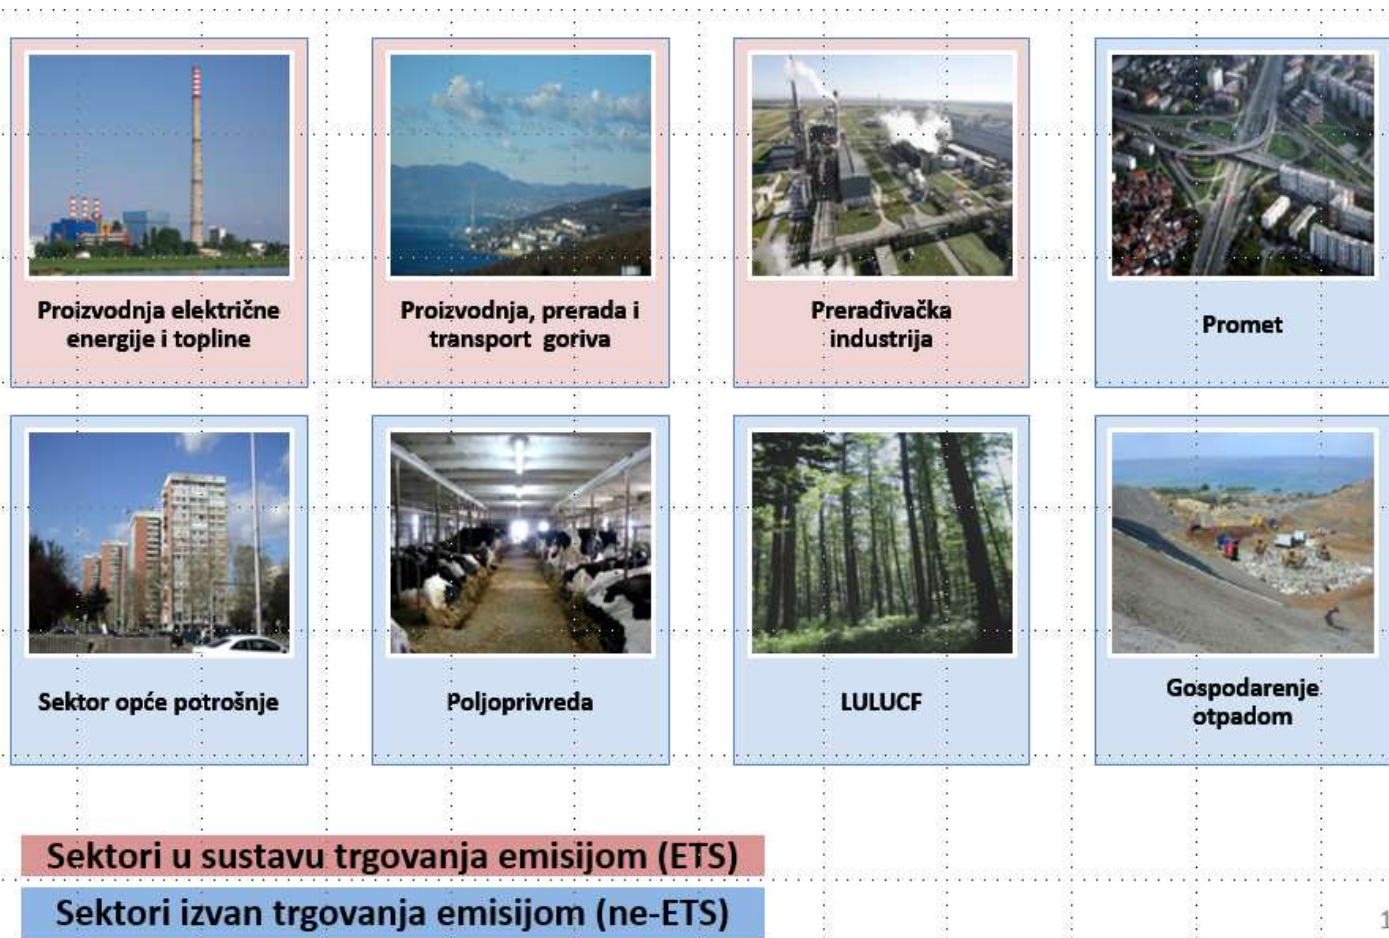 Proizvodnja električne
energije i topline
Proizvodnja, prerada i
transport goriva
Prerađivačka
industrija
Promet
Sektor opće potrošnje
Poljoprivreda
LULUCF
Gospodarenje
otpadom
Sektori u sustavu trgovanja emisijom (ETS)
Sektori izvan trgovanja emisijom (ne-ETS)
1